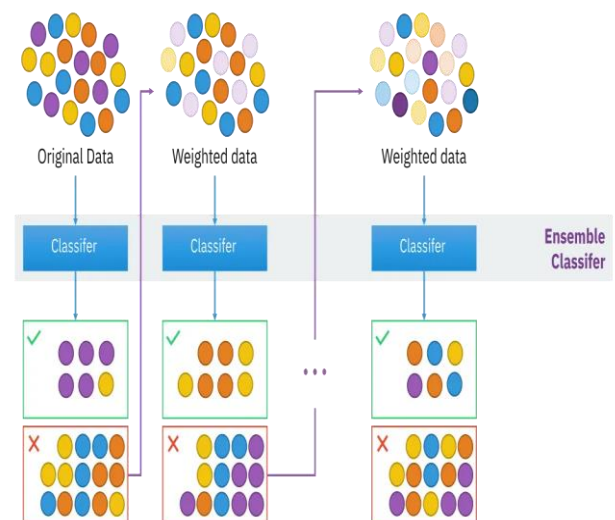 Original Data
Weighted data
Weighted data
Classifer
Classifer
Classifer
Ensemble
Classifer